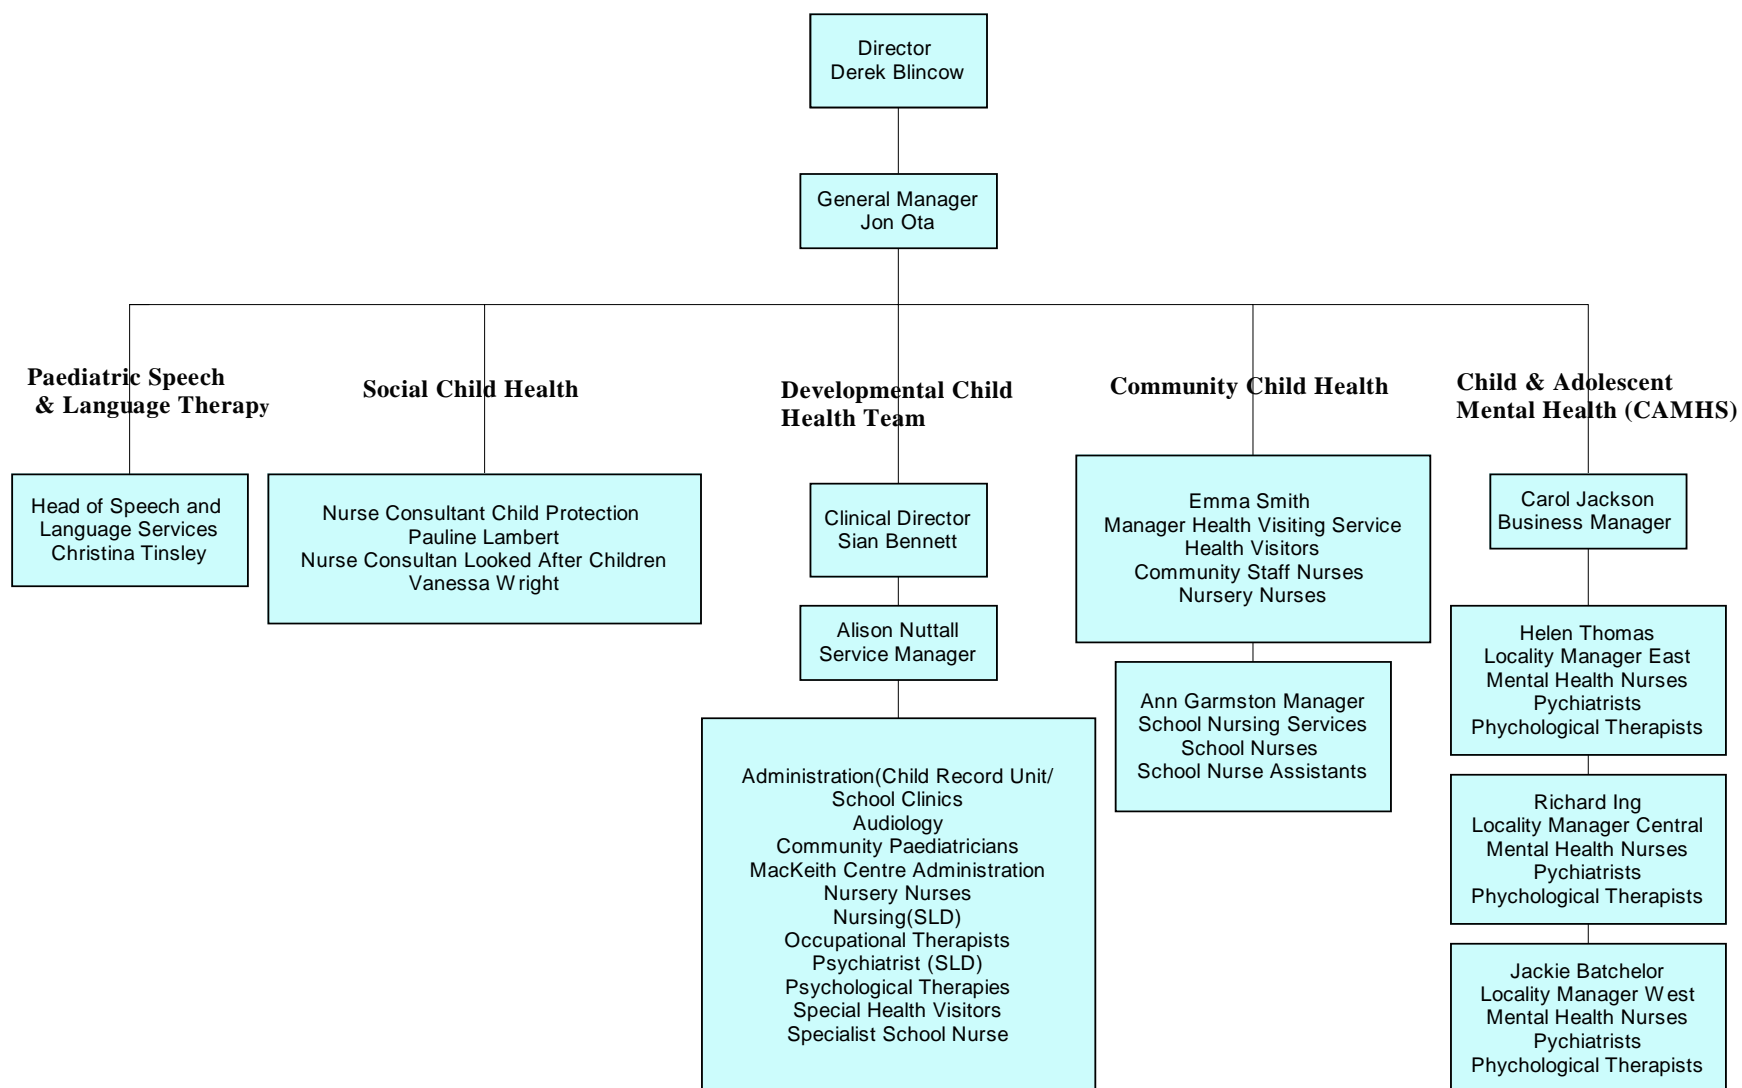 Director
Derek Blincow
General Manager
Jon Ota
Paediatric Speech
& Language Therapy
Head of Speech and
Language Services
Christina Tinsley
Social Child Health
Nurse Consultant Child Protection
Pauline Lambert
Nurse Consultan Looked After Children
Vanessa Wright
Developmental Child
Health Team
Clinical Director
Sian Bennett
Alison Nuttall
Service Manager
Administration(Child Record Unit/
School Clinics
Audiology
Community Paediatricians
MacKeith Centre Administration
Nursery Nurses
Nursing(SLD)
Occupational Therapists
Psychiatrist (SLD)
Psychological Therapies
Special Health Visitors
Specialist School Nurse
Community Child Health
Emma Smith
Manager Health Visiting Service
Health Visitors
Community Staff Nurses
Nursery Nurses
Ann Garmston Manager
School Nursing Services
School Nurses
School Nurse Assistants
Child & Adolescent
Mental Health (CAMHS)
Carol Jackson
Business Manager
Helen Thomas
Locality Manager East
Mental Health Nurses
Pychiatrists
Phychological Therapists
Richard Ing
Locality Manager Central
Mental Health Nurses
Pychiatrists
Phychological Therapists
Jackie Batchelor
Locality Manager West
Mental Health Nurses
Pychiatrists
Phychological Therapists